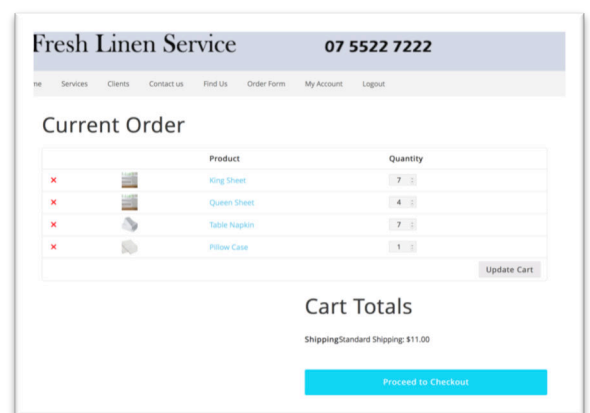 Fresh Linen Service 07 5522 7222
me Services Clients Contact us Find Us Order Form My Account Logout
Current Order
Product Quantity
× King Sheet 7
× Queen Sheet 4
× Table Napkin 7
× Pillow Case 1
Update Cart
Cart Totals
ShippingStandard Shipping: $11.00
Proceed to Checkout